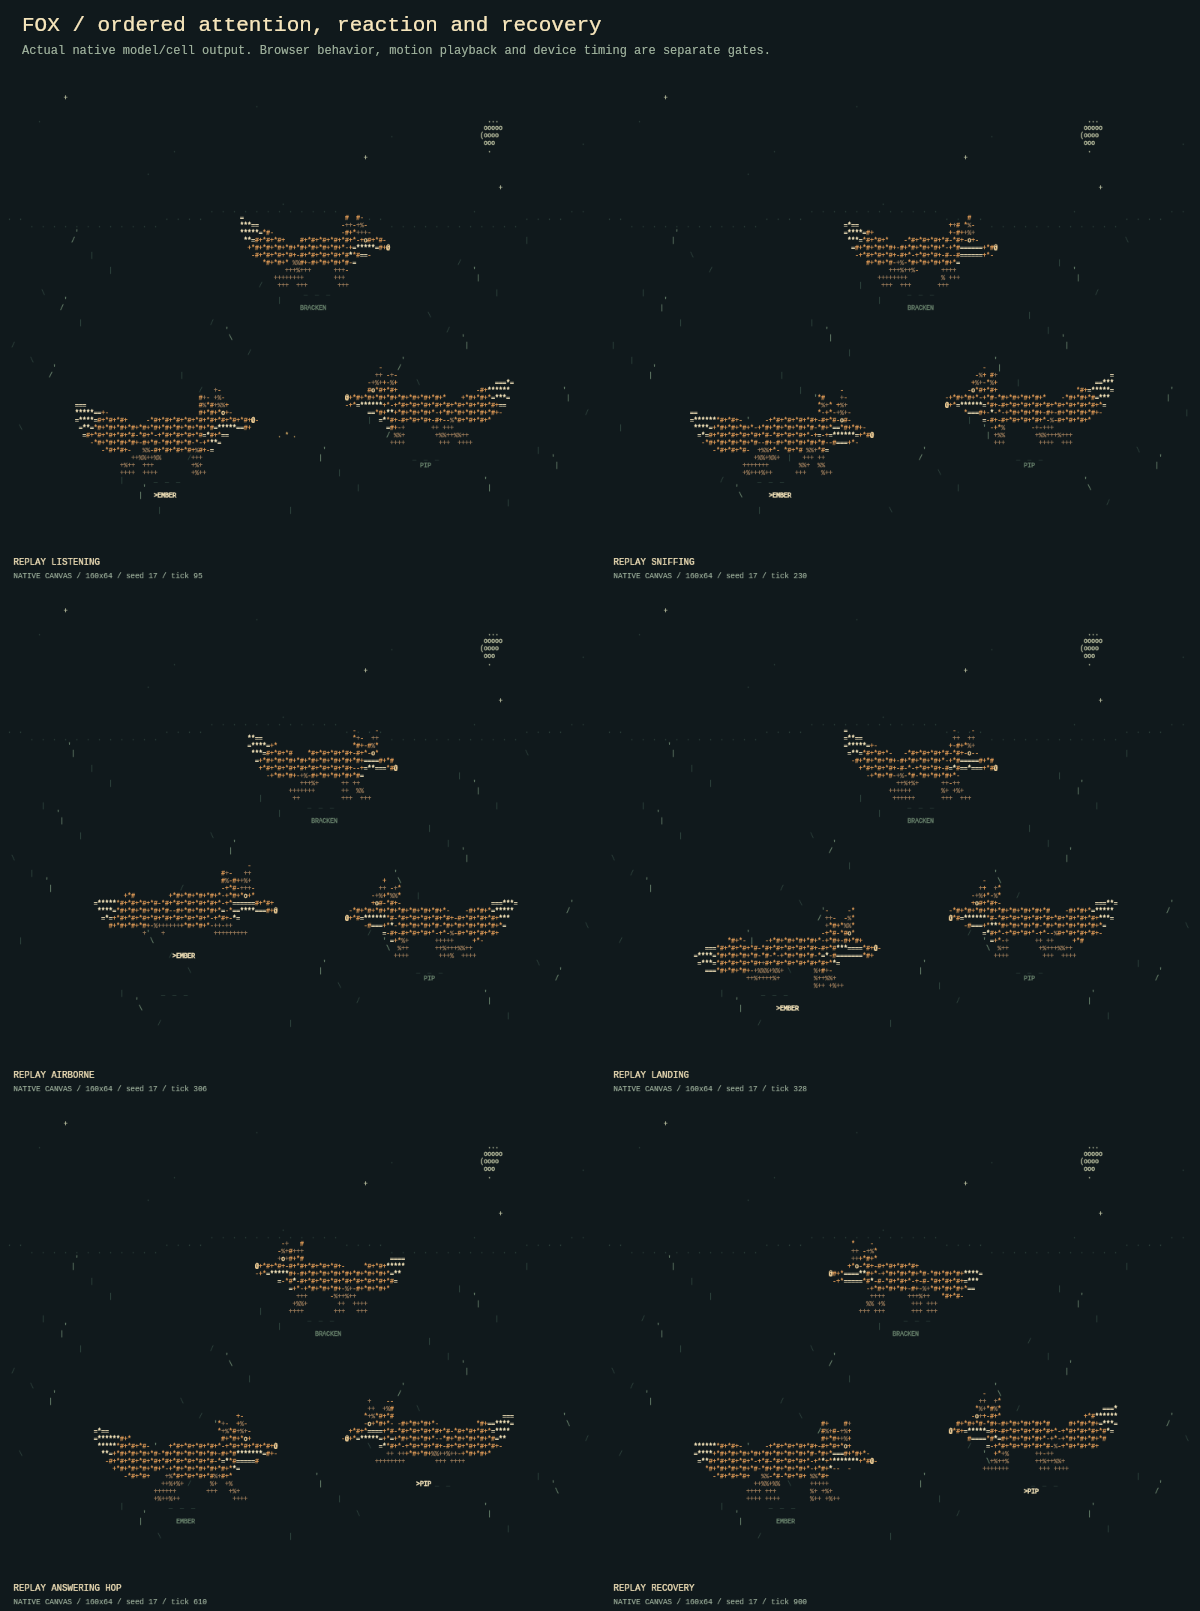 FOX / ordered attention, reaction and recovery
Actual native model/cell output. Browser behavior, motion playback and device timing are separate gates.
BRACKEN
PIP
>EMBER
REPLAY LISTENING
NATIVE CANVAS / 160x64 / seed 17 / tick 95
BRACKEN
PIP
>EMBER
REPLAY SNIFFING
NATIVE CANVAS / 160x64 / seed 17 / tick 230
BRACKEN
>EMBER
PIP
REPLAY AIRBORNE
NATIVE CANVAS / 160x64 / seed 17 / tick 306
BRACKEN
PIP
>EMBER
REPLAY LANDING
NATIVE CANVAS / 160x64 / seed 17 / tick 328
BRACKEN
>PIP
EMBER
REPLAY ANSWERING HOP
NATIVE CANVAS / 160x64 / seed 17 / tick 610
BRACKEN
>PIP
EMBER
REPLAY RECOVERY
NATIVE CANVAS / 160x64 / seed 17 / tick 900